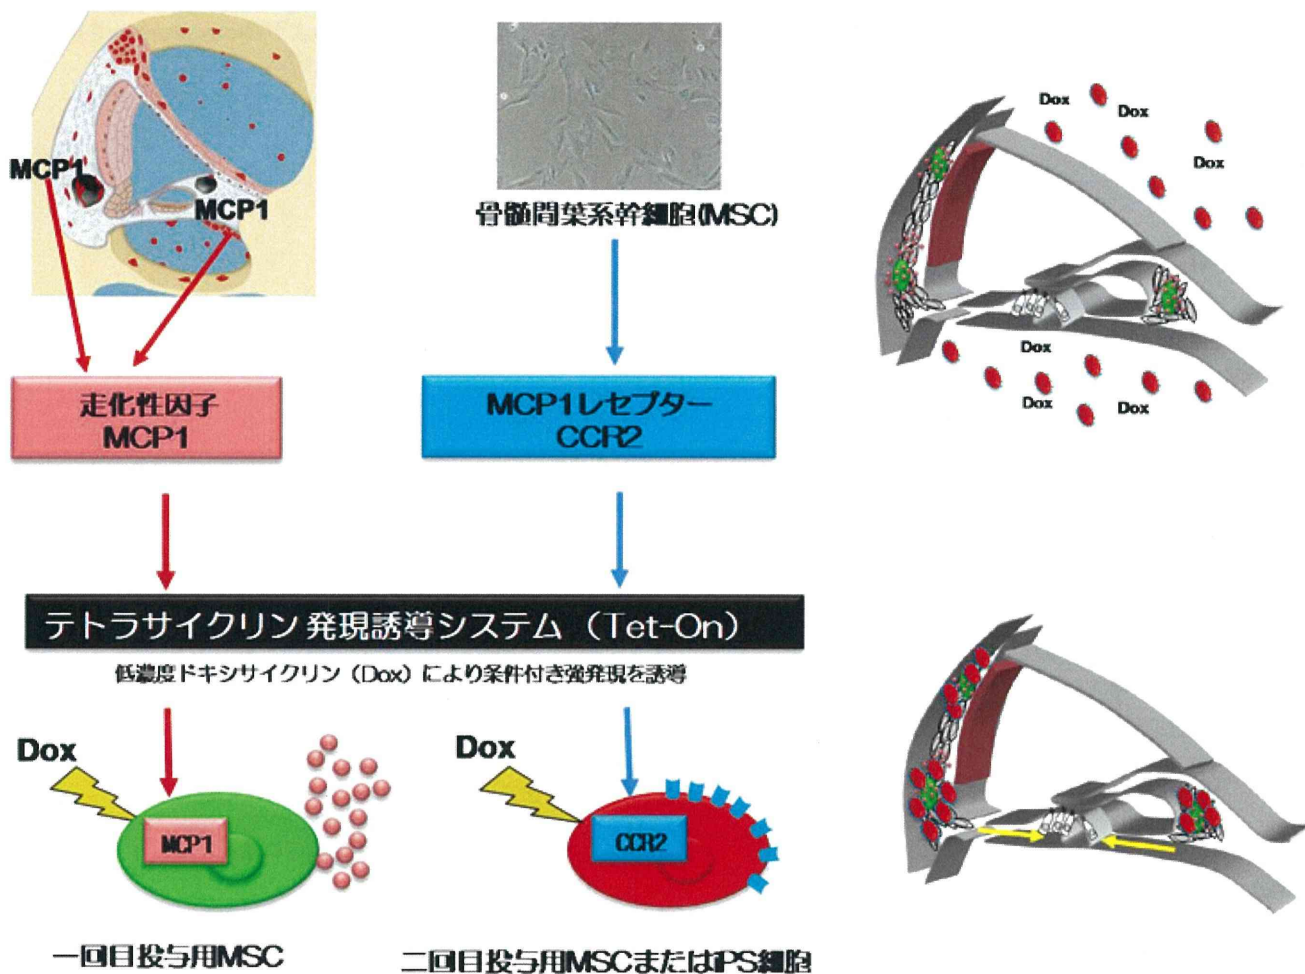 MCP1
MCP1
骨髄間葉系幹細胞(MSC)
走化性因子
MCP1
MCP1レセプター
CCR2
テトラサイクリン発現誘導システム（Tet-On）
低濃度ドキシサイクリン（Dox）により条件付き強発現を誘導
Dox
MCP1
一回目投与用MSC
Dox
CCR2
二回目投与用MSCまたはiPS細胞
Dox
Dox
Dox
Dox
Dox
Dox